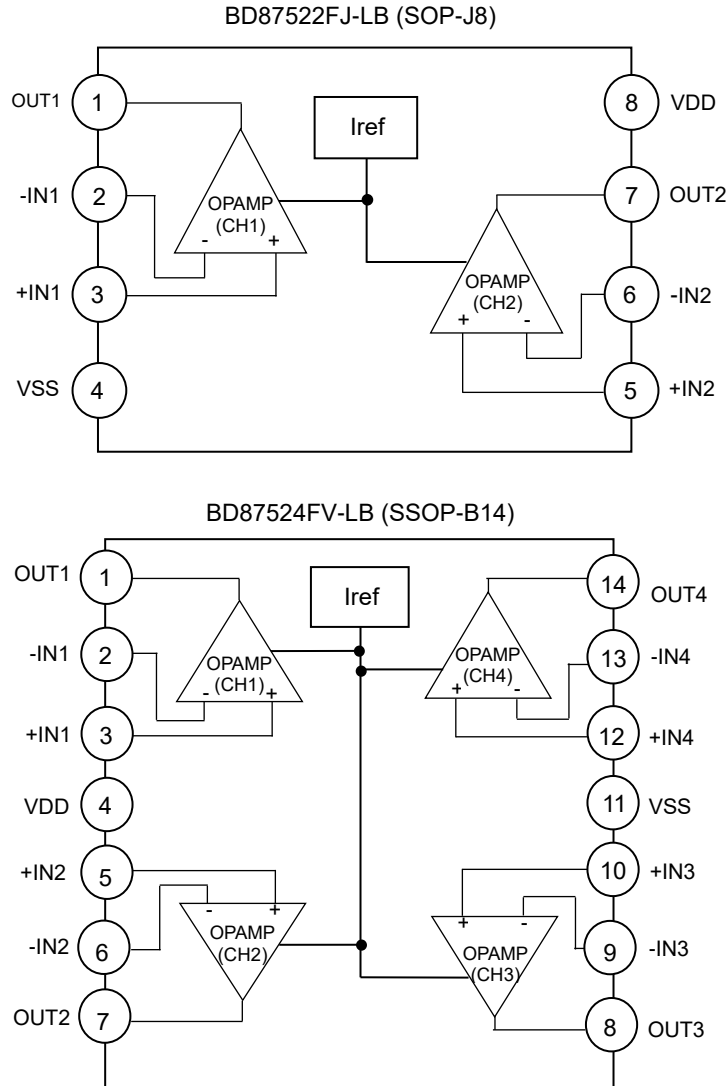 BD87522FJ-LB (SOP-J8)
OUT1
1
Iref
8
VDD
-IN1
2
OPAMP
(CH1)
-
+
7
OUT2
+IN1
3
OPAMP
(CH2)
+
-
6
-IN2
VSS
4
5
+IN2
BD87524FV-LB (SSOP-B14)
OUT1
1
Iref
14
OUT4
-IN1
2
OPAMP
(CH1)
-
+
OPAMP
(CH4)
+
-
13
-IN4
+IN1
3
12
+IN4
VDD
4
11
VSS
+IN2
5
10
+IN3
-
+
OPAMP
(CH2)
+
-
OPAMP
(CH3)
-IN2
6
9
-IN3
OUT2
7
8
OUT3